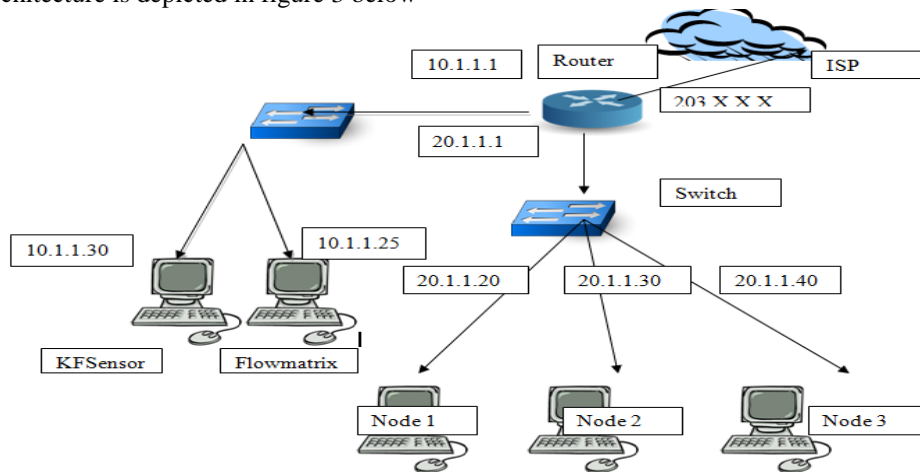 chitecture is depicted in figure 3 below
10.1.1.1
Router
ISP
203 X X X
20.1.1.1
Switch
10.1.1.30
10.1.1.25
20.1.1.20
20.1.1.30
20.1.1.40
KFSensor
Flowmatrix
Node 1
Node 2
Node 3